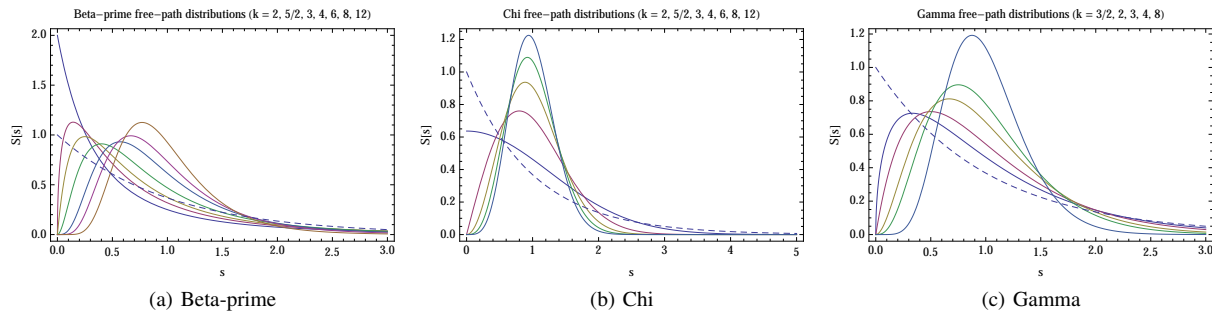 Beta-prime free-path distributions (k = 2, 5/2, 3, 4, 6, 8, 12)
S[s]
2.0
1.5
1.0
0.5
0.0
0.0 0.5 1.0 1.5 2.0 2.5 3.0
s
(a) Beta-prime
Chi free-path distributions (k = 2, 5/2, 3, 4, 6, 8, 12)
S[s]
1.2
1.0
0.8
0.6
0.4
0.2
0.0
0 1 2 3 4 5
s
(b) Chi
Gamma free-path distributions (k = 3/2, 2, 3, 4, 8)
S[s]
1.2
1.0
0.8
0.6
0.4
0.2
0.0
0.0 0.5 1.0 1.5 2.0 2.5 3.0
s
(c) Gamma